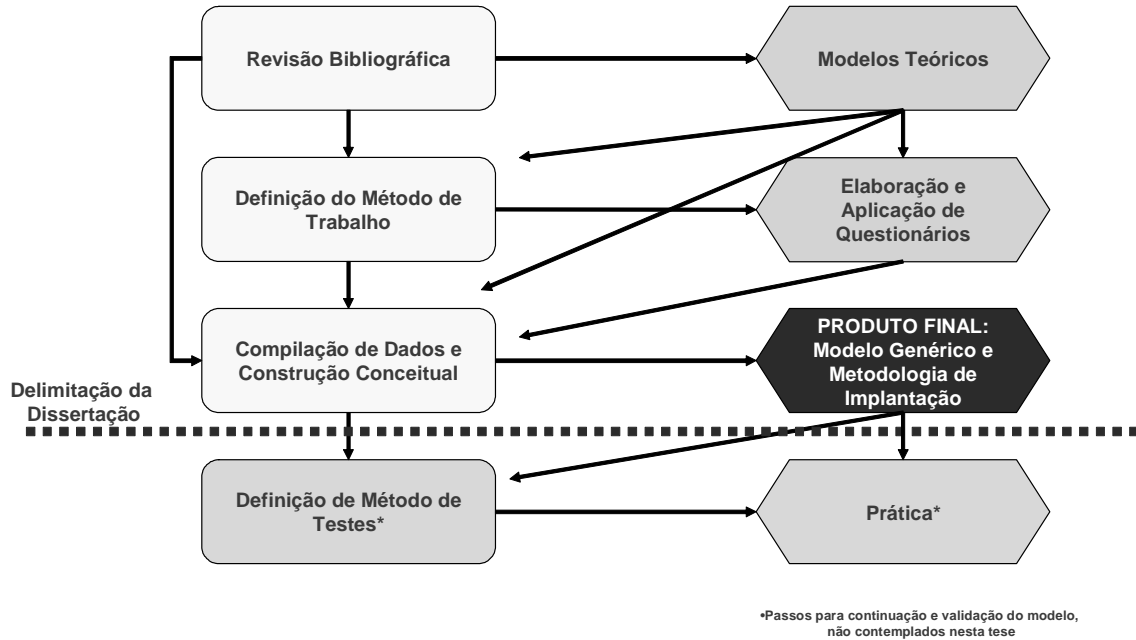 Revisão Bibliográfica
Modelos Teóricos
Definição do Método de
Trabalho
Elaboração e
Aplicação de
Questionários
Compilação de Dados e
Construção Conceitual
PRODUTO FINAL:
Modelo Genérico e
Metodologia de
Implantação
Delimitação da
Dissertação
Definição de Método de
Testes*
Prática*
•Passos para continuação e validação do modelo,
não contemplados nesta tese